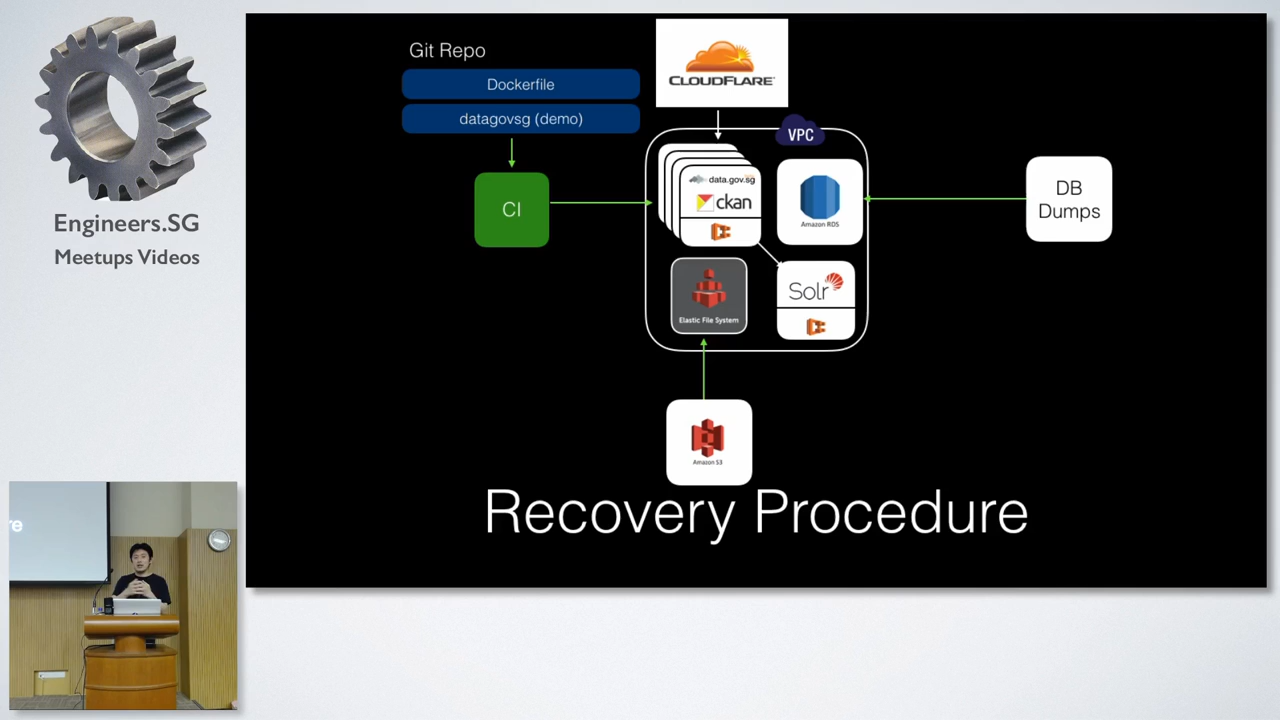 Engineers.SG
Meetups Videos
Git Repo
Dockerfile
datagovsg (demo)
CI
CLOUDFLARE
VPC
data.gov.sg
ckan
Amazon RDS
Elastic File System
Solr
DB
Dumps
Amazon S3
Recovery Procedure
re